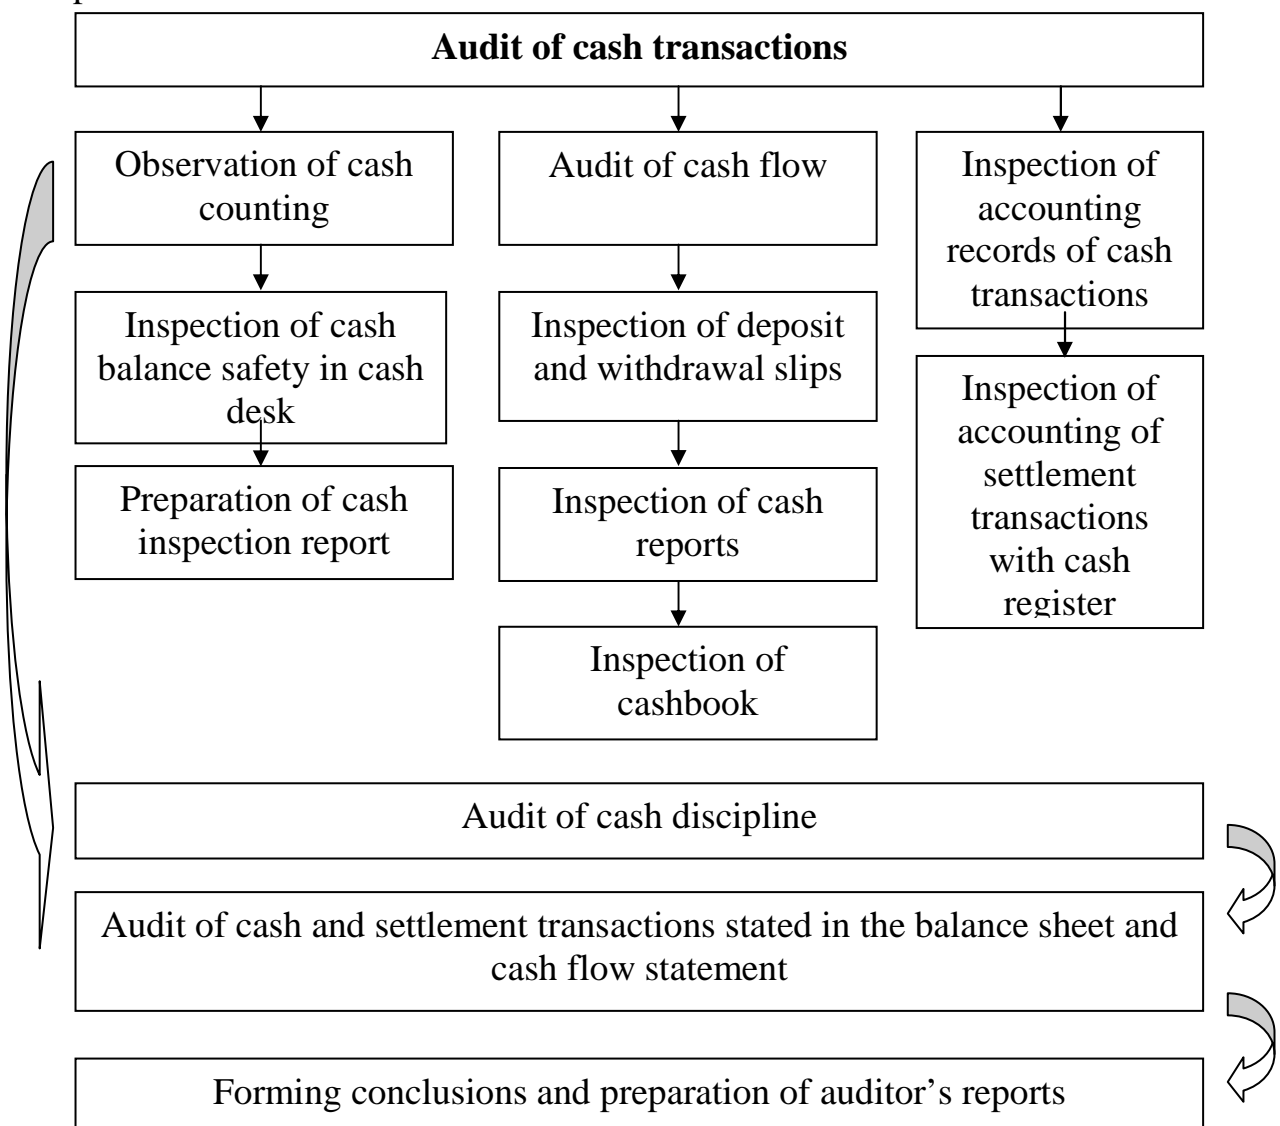 Audit of cash transactions
Observation of cash
counting
Inspection of cash
balance safety in cash
desk
Preparation of cash
inspection report
Audit of cash flow
Inspection of deposit
and withdrawal slips
Inspection of cash
reports
Inspection of
cashbook
Inspection of
accounting
records of cash
transactions
Inspection of
accounting of
settlement
transactions
with cash
register
Audit of cash discipline
Audit of cash and settlement transactions stated in the balance sheet and
cash flow statement
Forming conclusions and preparation of auditor’s reports